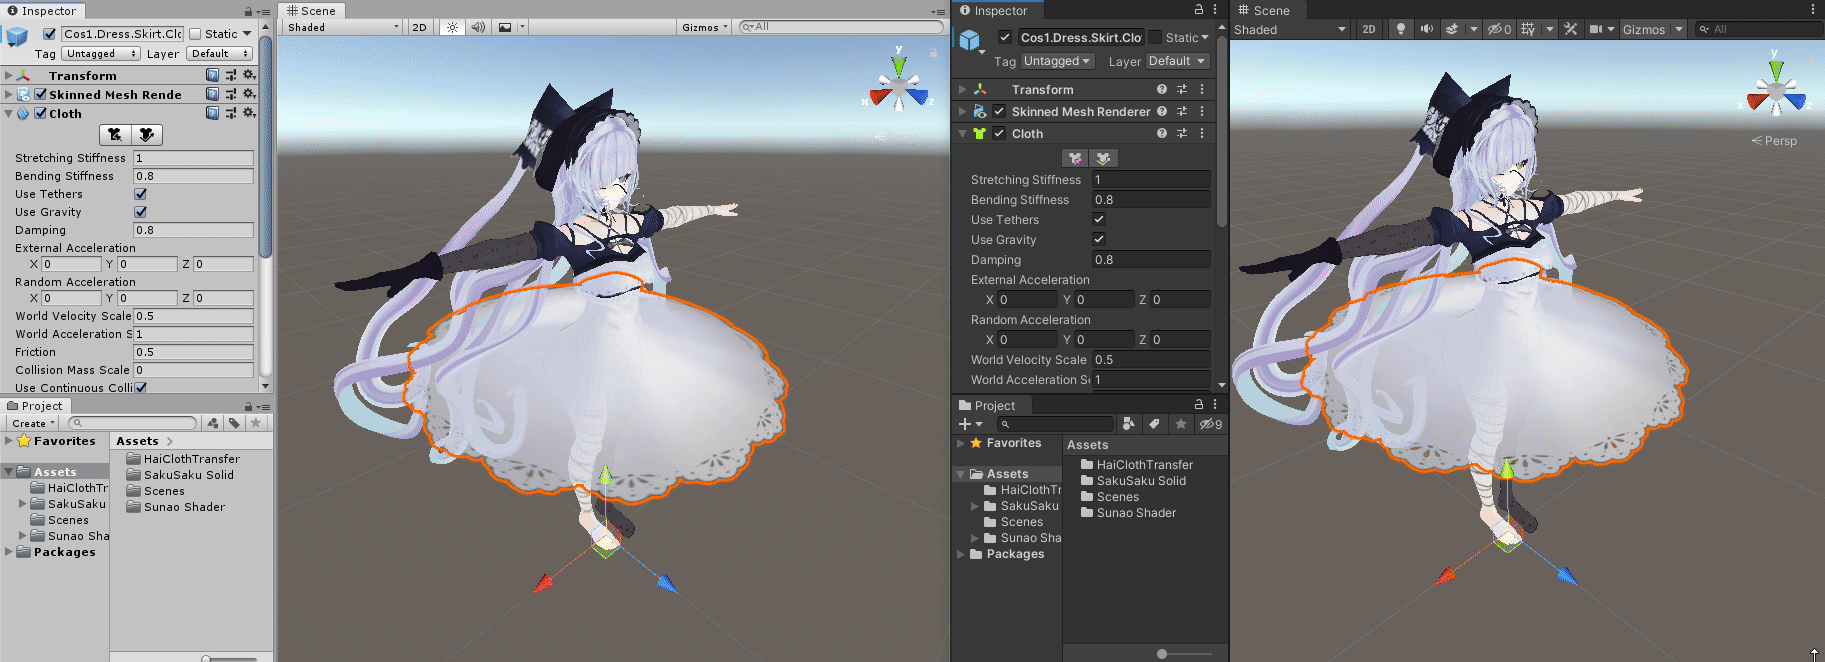 Inspector
Cos1.Dress.Skirt.Clc
Static
Tag Untagged Layer Default
Transform
Skinned Mesh Rende
Cloth
Stretching Stiffness 1
Bending Stiffness 0.8
Use Tethers
Use Gravity
Damping 0.8
External Acceleration
X 0 Y 0 Z 0
Random Acceleration
X 0 Y 0 Z 0
World Velocity Scale 0.5
World Acceleration S 1
Friction 0.5
Collision Mass Scale 0
Use Continuous Colli
Project
Create
Favorites
Assets
HaiClothTr
SakuSaku
Scenes
Sunao Sha
Packages
Assets
HaiClothTransfer
SakuSaku Solid
Scenes
Sunao Shader
Scene
Shaded 2D Gizmos All
y
x z
Inspector
Cos1.Dress.Skirt.Clo
Static
Tag Untagged Layer Default
Transform
Skinned Mesh Renderer
Cloth
Stretching Stiffness 1
Bending Stiffness 0.8
Use Tethers
Use Gravity
Damping 0.8
External Acceleration
X 0 Y 0 Z 0
Random Acceleration
X 0 Y 0 Z 0
World Velocity Scale 0.5
World Acceleration Sc 1
Project
9
Favorites
Assets
HaiClothTr
SakuSaku
Scenes
Sunao Sha
Packages
Assets
HaiClothTransfer
SakuSaku Solid
Scenes
Sunao Shader
Scene
Shaded 2D 0 Gizmos All
y
x z
Persp